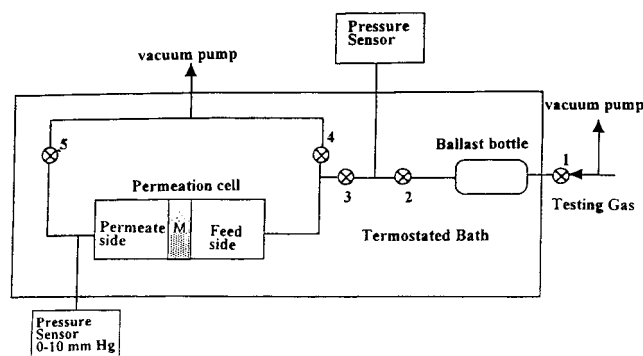 Pressure
Sensor
vacuum pump
vacuum pump
5
4
Ballast bottle
1
3
2
Permeation cell
Testing Gas
Permeate
side
M
Feed
side
Termostated Bath
Pressure
Sensor
0-10 mm Hg